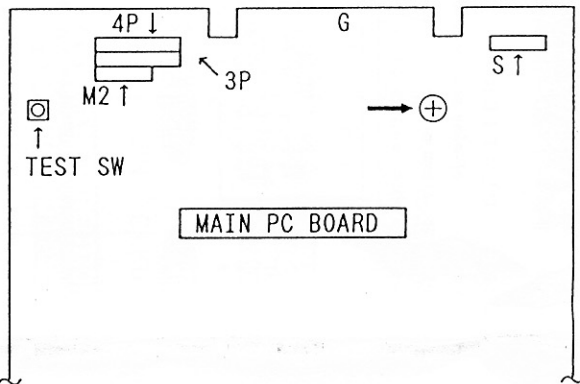 4P ↓
G
S ↑
3P
M2 ↑
↑
TEST SW
MAIN PC BOARD